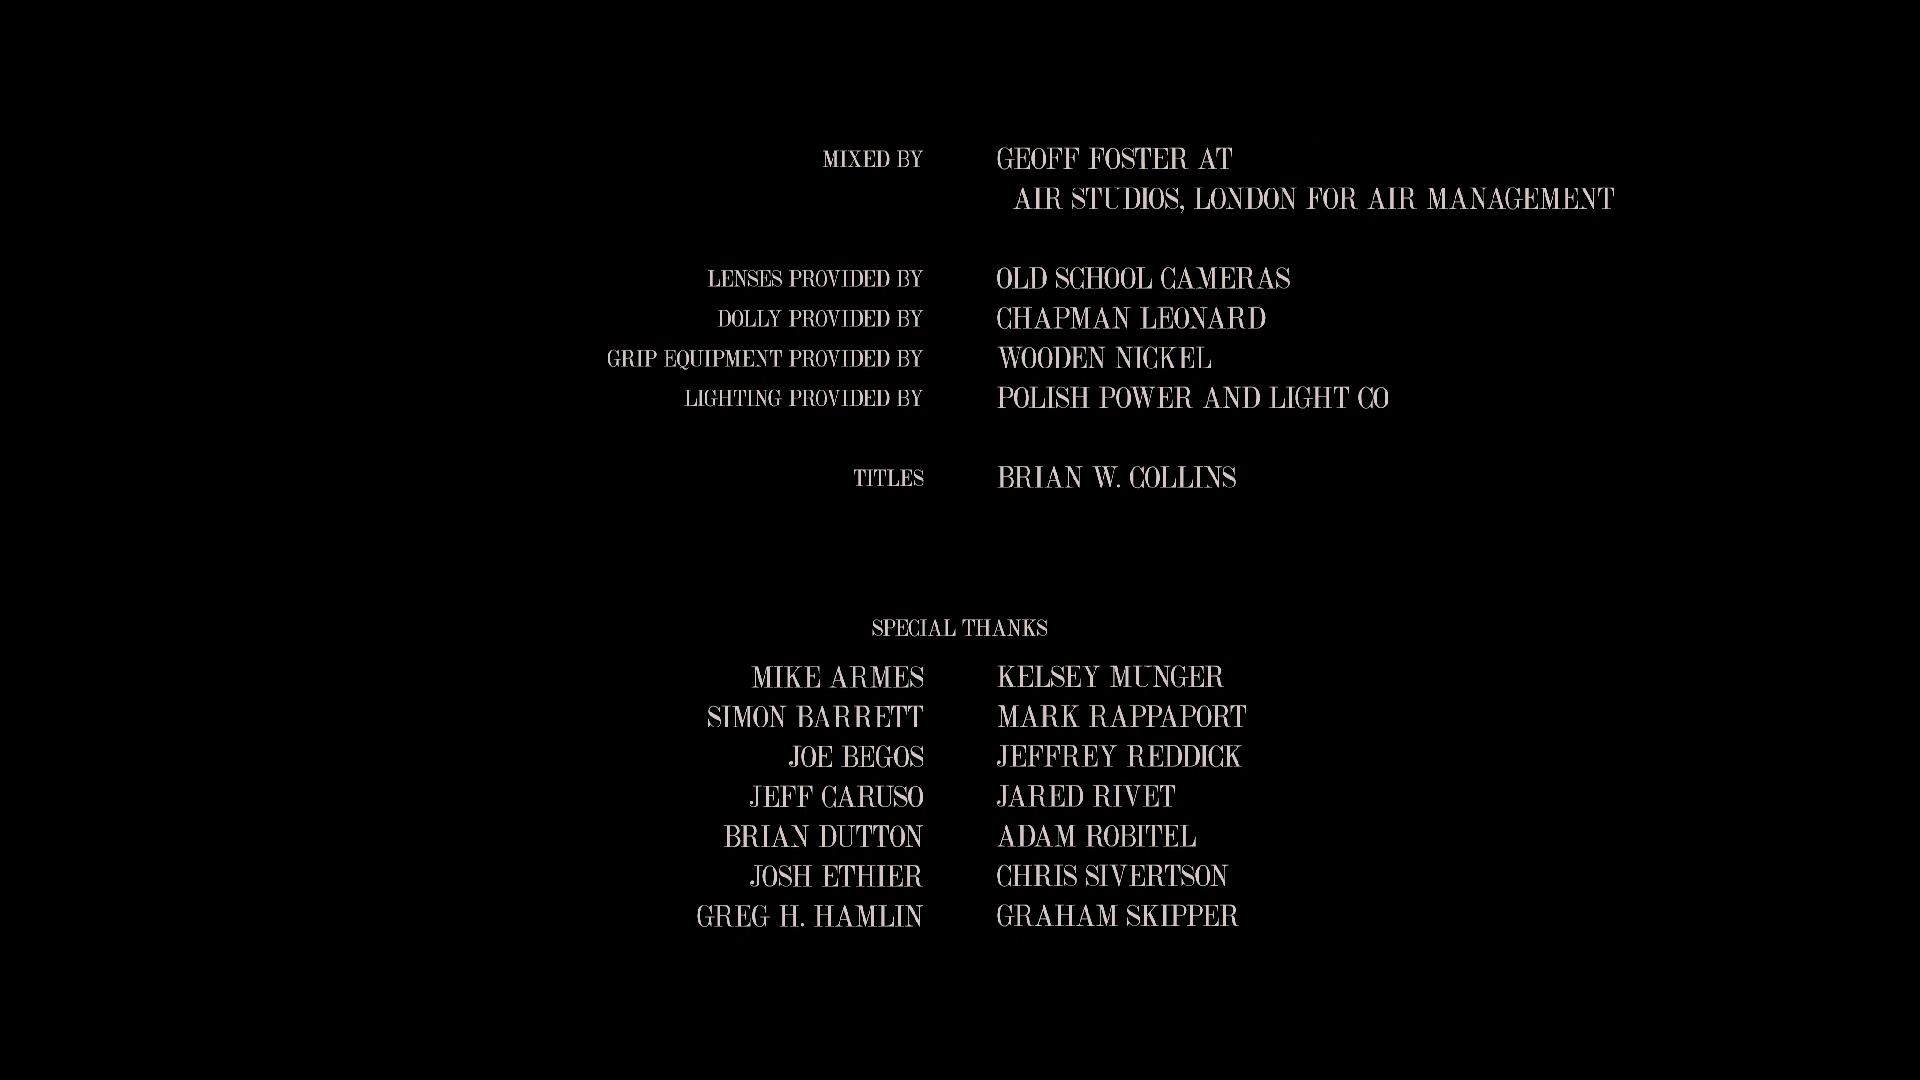 MIXED BY GEOFF FOSTER AT
AIR STUDIOS, LONDON FOR AIR MANAGEMENT
LENSES PROVIDED BY OLD SCHOOL CAMERAS
DOLLY PROVIDED BY CHAPMAN LEONARD
GRIP EQUIPMENT PROVIDED BY WOODEN NICKEL
LIGHTING PROVIDED BY POLISH POWER AND LIGHT CO
TITLES BRIAN W. COLLINS
SPECIAL THANKS
MIKE ARMES KELSEY MUNGER
SIMON BARRETT MARK RAPPAPORT
JOE BEGOS JEFFREY REDDICK
JEFF CARUSO JARED RIVET
BRIAN DUTTON ADAM ROBITEL
JOSH ETHIER CHRIS SIVERTSON
GREG H. HAMLIN GRAHAM SKIPPER